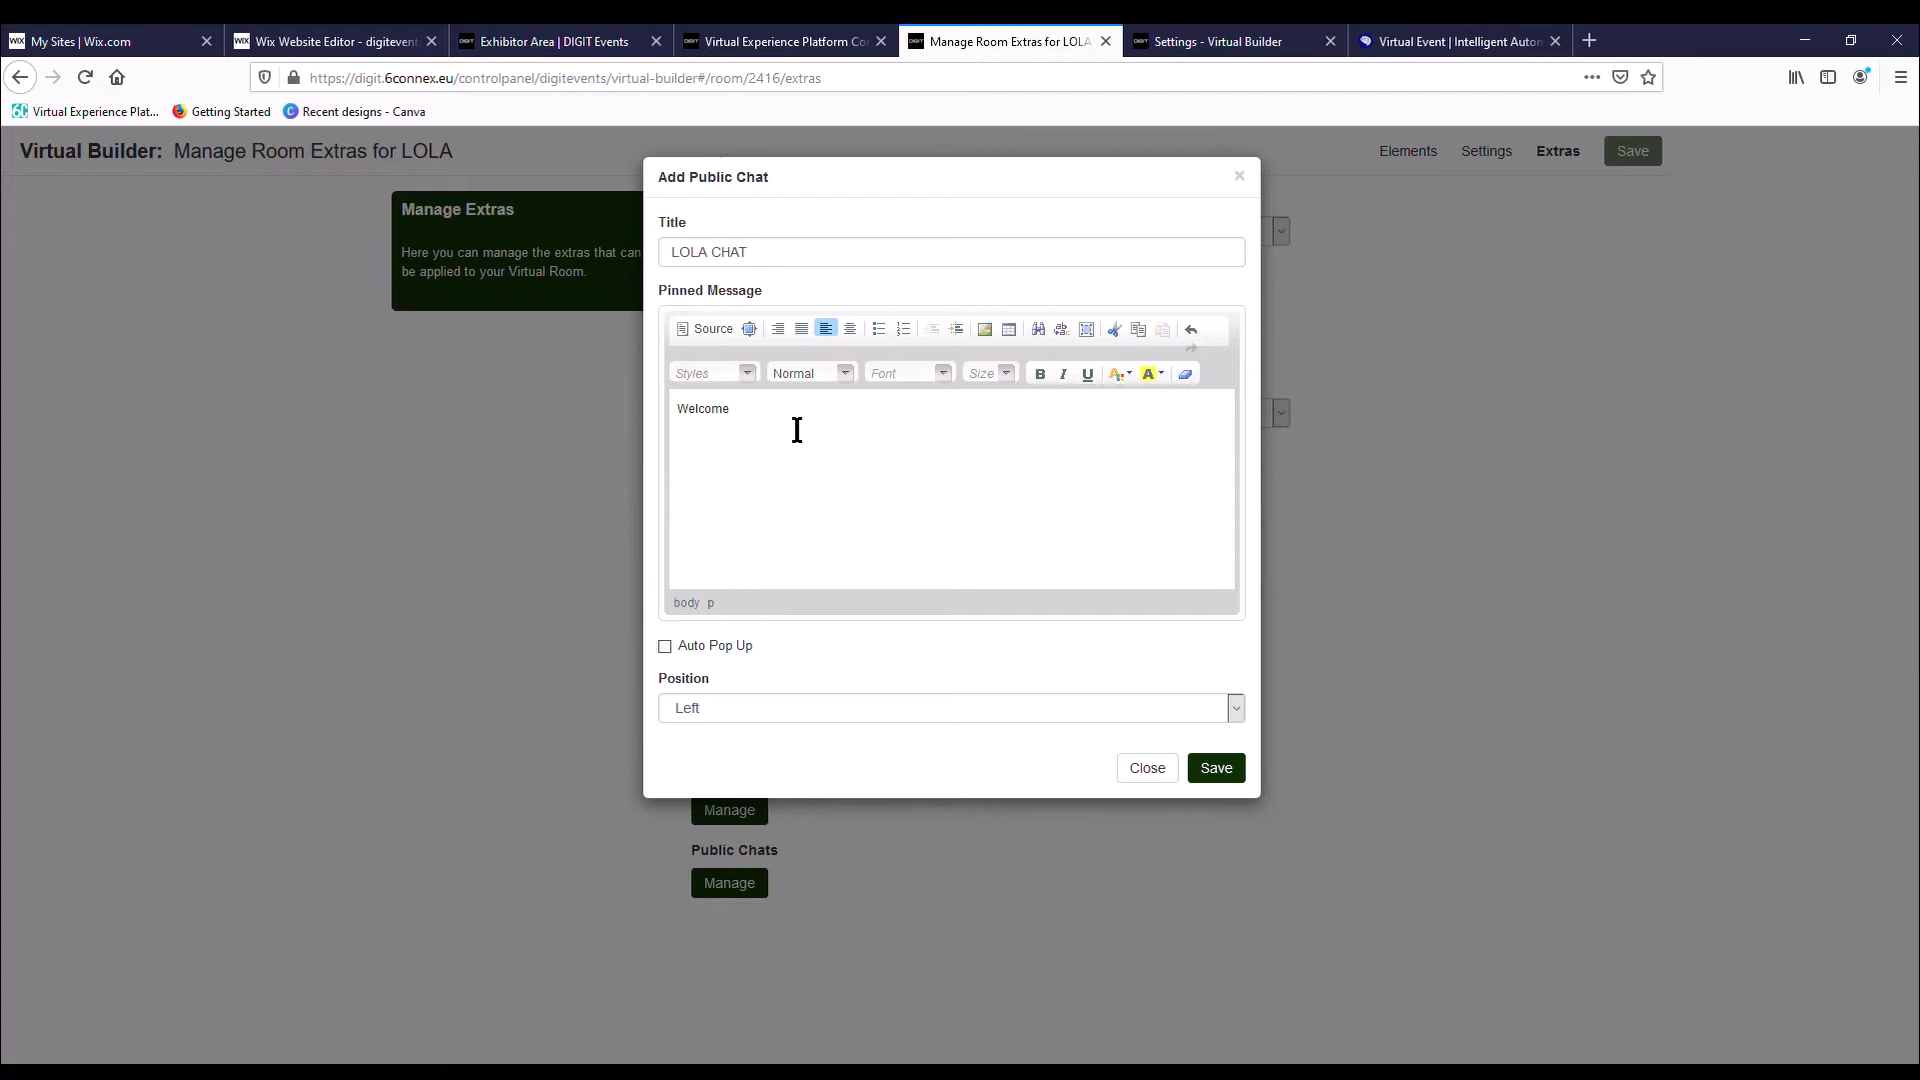 My Sites | Wix.com
Wix Website Editor - digitevent
Exhibitor Area | DIGIT Events
Virtual Experience Platform Co
Manage Room Extras for LOLA
Settings - Virtual Builder
Virtual Event | Intelligent Auton
https://digit.6connex.eu/controlpanel/digitevents/virtual-builder#/room/2416/extras
Virtual Experience Plat...
Getting Started
Recent designs - Canva
Virtual Builder: Manage Room Extras for LOLA
Elements
Settings
Extras
Save
Manage Extras
Here you can manage the extras that can
be applied to your Virtual Room.
Add Public Chat
Title
LOLA CHAT
Pinned Message
Source
Styles
Normal
Font
Size
B I U
Welcome
body p
Auto Pop Up
Position
Left
Close
Save
Manage
Public Chats
Manage